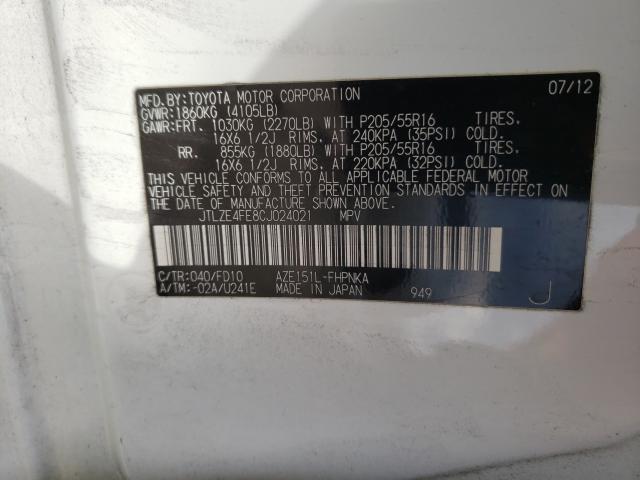 MFD.BY:TOYOTA MOTOR CORPORATION 07/12
GVWR:1860KG (4105LB)
GAWR:FRT. 1030KG (2270LB) WITH P205/55R16 TIRES.
16X6 1/2J RIMS. AT 240KPA (35PSI) COLD.
RR. 855KG (1880LB) WITH P205/55R16 TIRES.
16X6 1/2J RIMS. AT 220KPA (32PSI) COLD.
THIS VEHICLE CONFORMS TO ALL APPLICABLE FEDERAL MOTOR
VEHICLE SAFETY AND THEFT PREVENTION STANDARDS IN EFFECT ON
THE DATE OF MANUFACTURE SHOWN ABOVE.
JTLZE4FE8CJ024021 MPV
C/TR:040/FD10 AZE151L-FHPNKA
A/TM:-02A/U241E MADE IN JAPAN 949 J